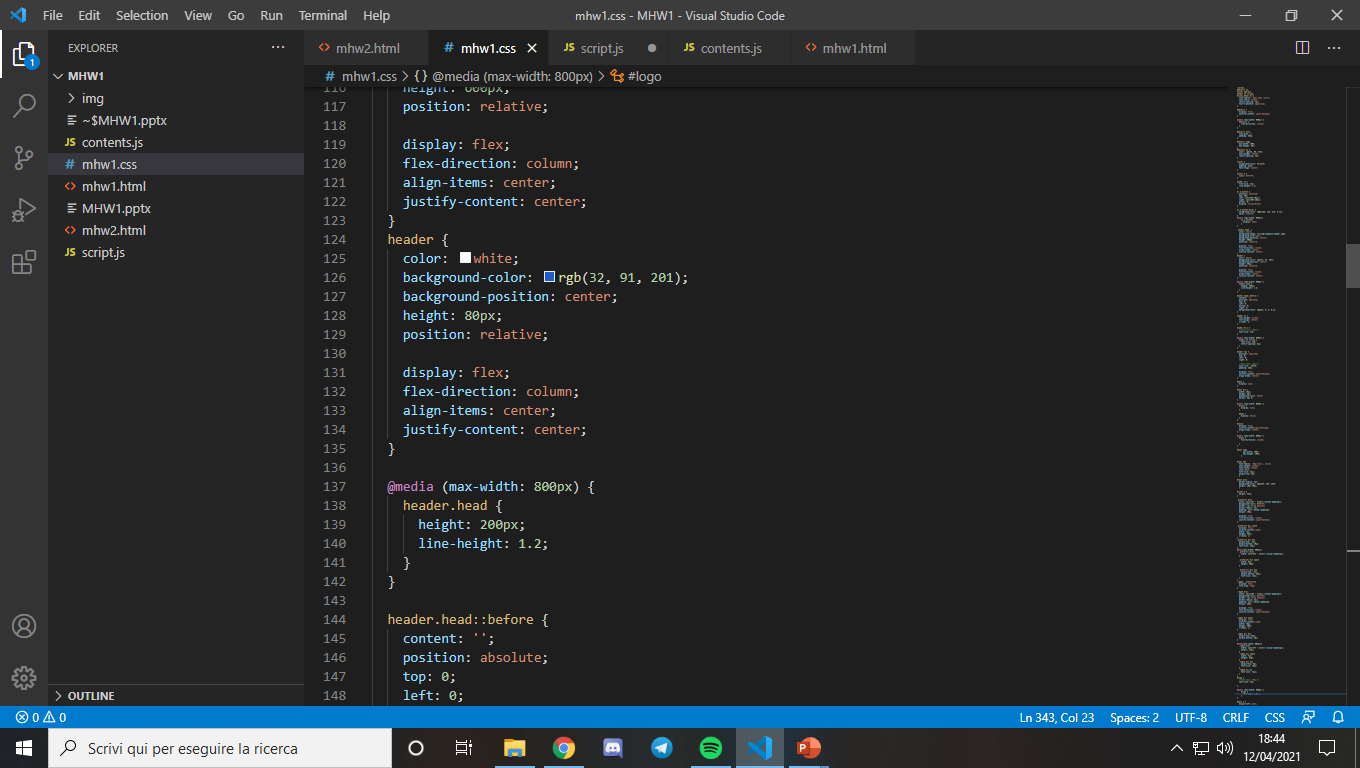 File Edit Selection View Go Run Terminal Help
mhw1.css - MHW1 - Visual Studio Code
EXPLORER
MHW1
img
~$MHW1.pptx
JS contents.js
# mhw1.css
<> mhw1.html
MHW1.pptx
<> mhw2.html
JS script.js
OUTLINE
1
<> mhw2.html
# mhw1.css
JS script.js
JS contents.js
<> mhw1.html
# mhw1.css > {} @media (max-width: 800px) > #logo
116 height: 600px;
117 position: relative;
118
119 display: flex;
120 flex-direction: column;
121 align-items: center;
122 justify-content: center;
123 }
124 header {
125 color: white;
126 background-color: rgb(32, 91, 201);
127 background-position: center;
128 height: 80px;
129 position: relative;
130
131 display: flex;
132 flex-direction: column;
133 align-items: center;
134 justify-content: center;
135 }
136
137 @media (max-width: 800px) {
138 header.head {
139 height: 200px;
140 line-height: 1.2;
141 }
142 }
143
144 header.head::before {
145 content: '';
146 position: absolute;
147 top: 0;
148 left: 0;
0 0
Ln 343, Col 23 Spaces: 2 UTF-8 CRLF CSS
Scrivi qui per eseguire la ricerca
18:44
12/04/2021